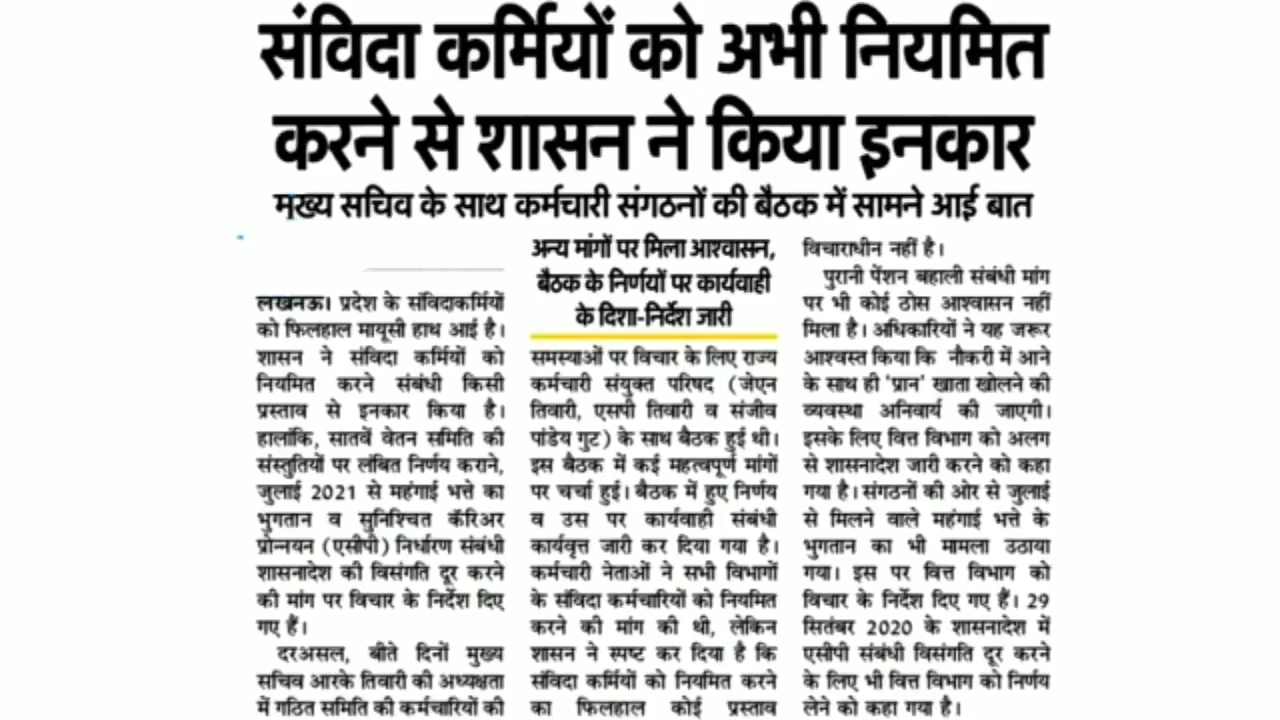 संविदा कर्मियों को अभी नियमित
करने से शासन ने किया इनकार
मुख्य सचिव के साथ कर्मचारी संगठनों की बैठक में सामने आई बात
लखनऊ। प्रदेश के संविदाकर्मियों
को फिलहाल मायूसी हाथ आई है।
शासन ने संविदा कर्मियों को
नियमित करने संबंधी किसी
प्रस्ताव से इनकार किया है।
हालांकि, सातवें वेतन समिति की
संस्तुतियों पर लंबित निर्णय कराने,
जुलाई 2021 से महंगाई भत्ते का
भुगतान व सुनिश्चित कॅरिअर
प्रोन्नयन (एसीपी) निर्धारण संबंधी
शासनादेश की विसंगति दूर करने
की मांग पर विचार के निर्देश दिए
गए हैं।
दरअसल, बीते दिनों मुख्य
सचिव आरके तिवारी की अध्यक्षता
में गठित समिति की कर्मचारियों की
अन्य मांगों पर मिला आश्वासन,
बैठक के निर्णयों पर कार्यवाही
के दिशा-निर्देश जारी
समस्याओं पर विचार के लिए राज्य
कर्मचारी संयुक्त परिषद (जेएन
तिवारी, एसपी तिवारी व संजीव
पांडेय गुट) के साथ बैठक हुई थी।
इस बैठक में कई महत्वपूर्ण मांगों
पर चर्चा हुई। बैठक में हुए निर्णय
व उस पर कार्यवाही संबंधी
कार्यवृत्त जारी कर दिया गया है।
कर्मचारी नेताओं ने सभी विभागों
के संविदा कर्मचारियों को नियमित
करने की मांग की थी, लेकिन
शासन ने स्पष्ट कर दिया है कि
संविदा कर्मियों को नियमित करने
का फिलहाल कोई प्रस्ताव
विचाराधीन नहीं है।
पुरानी पेंशन बहाली संबंधी मांग
पर भी कोई ठोस आश्वासन नहीं
मिला है। अधिकारियों ने यह जरूर
आश्वस्त किया कि नौकरी में आने
के साथ ही 'प्रान' खाता खोलने की
व्यवस्था अनिवार्य की जाएगी।
इसके लिए वित्त विभाग को अलग
से शासनादेश जारी करने को कहा
गया है। संगठनों की ओर से जुलाई
से मिलने वाले महंगाई भत्ते के
भुगतान का भी मामला उठाया
गया। इस पर वित्त विभाग को
विचार के निर्देश दिए गए हैं। 29
सितंबर 2020 के शासनादेश में
एसीपी संबंधी विसंगति दूर करने
के लिए भी वित्त विभाग को निर्णय
लेने को कहा गया है।